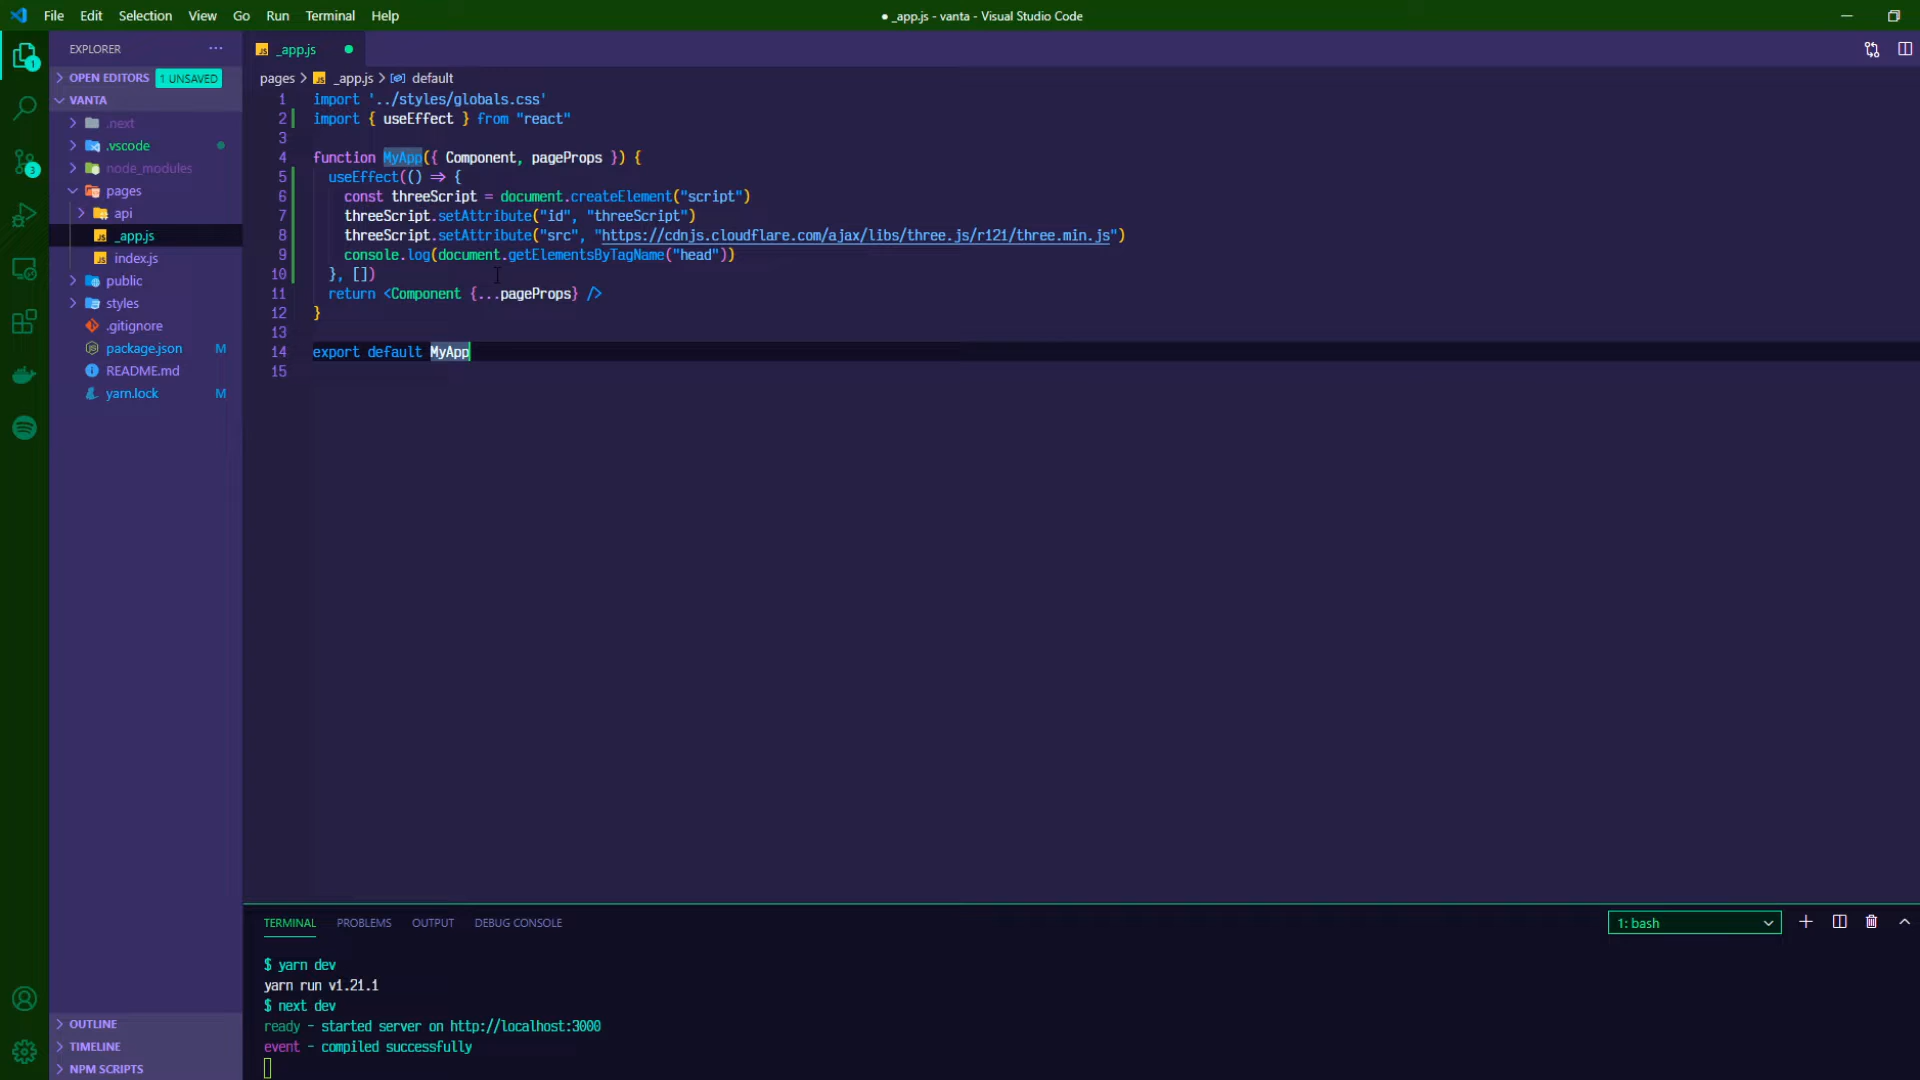 File Edit Selection View Go Run Terminal Help
● _app.js - vanta - Visual Studio Code
EXPLORER ...
OPEN EDITORS 1 UNSAVED
VANTA
.next
.vscode
node_modules
pages
api
JS _app.js
JS index.js
public
styles
.gitignore
package.json M
README.md
yarn.lock M
OUTLINE
TIMELINE
NPM SCRIPTS
1
3
JS _app.js
pages > JS _app.js > default
1 import '../styles/globals.css'
2 import { useEffect } from "react"
3
4 function MyApp({ Component, pageProps }) {
5 useEffect(() => {
6 const threeScript = document.createElement("script")
7 threeScript.setAttribute("id", "threeScript")
8 threeScript.setAttribute("src", "https://cdnjs.cloudflare.com/ajax/libs/three.js/r121/three.min.js")
9 console.log(document.getElementsByTagName("head"))
10 }, [])
11 return <Component {...pageProps} />
12 }
13
14 export default MyApp
15
TERMINAL PROBLEMS OUTPUT DEBUG CONSOLE
1: bash
$ yarn dev
yarn run v1.21.1
$ next dev
ready - started server on http://localhost:3000
event - compiled successfully